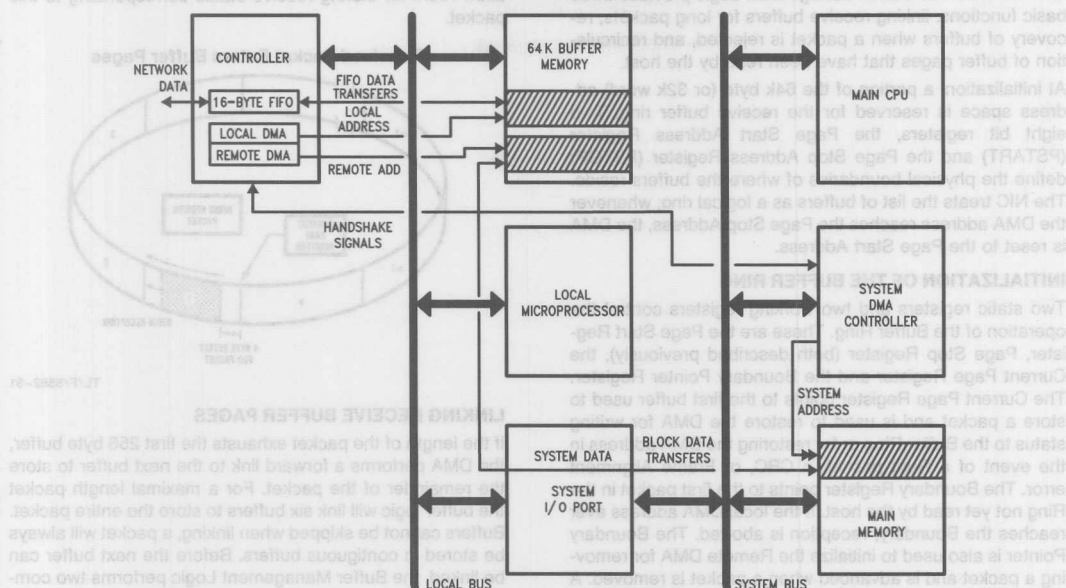 CONTROLLER
NETWORK
DATA
16-BYTE FIFO
LOCAL DMA
REMOTE DMA
FIFO DATA
TRANSFERS
LOCAL
ADDRESS
REMOTE ADD
HANDSHAKE
SIGNALS
64K BUFFER
MEMORY
MAIN CPU
LOCAL
MICROPROCESSOR
SYSTEM
DMA
CONTROLLER
SYSTEM
ADDRESS
SYSTEM DATA
BLOCK DATA
TRANSFERS
SYSTEM
I/O PORT
MAIN
MEMORY
LOCAL BUS
SYSTEM BUS
basic functions: linking receive buffers for long packets, re-
covery of buffers when a packet is rejected, and recircula-
tion of buffer pages that have been read by the host.
At initialization, a portion of the 64k byte (or 32k word) ad-
dress space is reserved for the receive buffer ring.
eight bit registers, the Page Start Address Register
(PSTART) and the Page Stop Address Register
define the physical boundaries of where the buffers reside.
The NIC treats the list of buffers as a logical ring; whenever
the DMA address reaches the Page Stop Address, the DMA
is reset to the Page Start Address.
INITIALIZATION OF THE BUFFER RING
Two static registers and two working registers control the
operation of the Buffer Ring. These are the Page Start Reg-
ister, Page Stop Register (both described previously), the
Current Page Register and the Boundary Pointer Register.
The Current Page Register points to the first buffer used to
store a packet and is used to restore the DMA for writing
status to the Buffer
error. The Boundary Register points to the first packet in the
Ring not yet read by the host. If the local DMA address ever
reaches the Boundary, reception is aborted. The Boundary
Pointer is also used to initialize the Remote DMA for remov-
ing a packet and is advanced when a packet is removed. A
packet.
Buffer Pages
LINKING RECEIVE BUFFER PAGES
If the length of the packet exhausts the first 256 byte buffer,
the DMA performs a forward link to the next buffer to store
the remainder of the packet. For a maximal length packet
the buffer logic will link six buffers to store the entire packet.
Buffers cannot be skipped when linking, a packet will always
be stored in contiguous buffers. Before the next buffer can
be linked, the Buffer Management Logic performs two com-